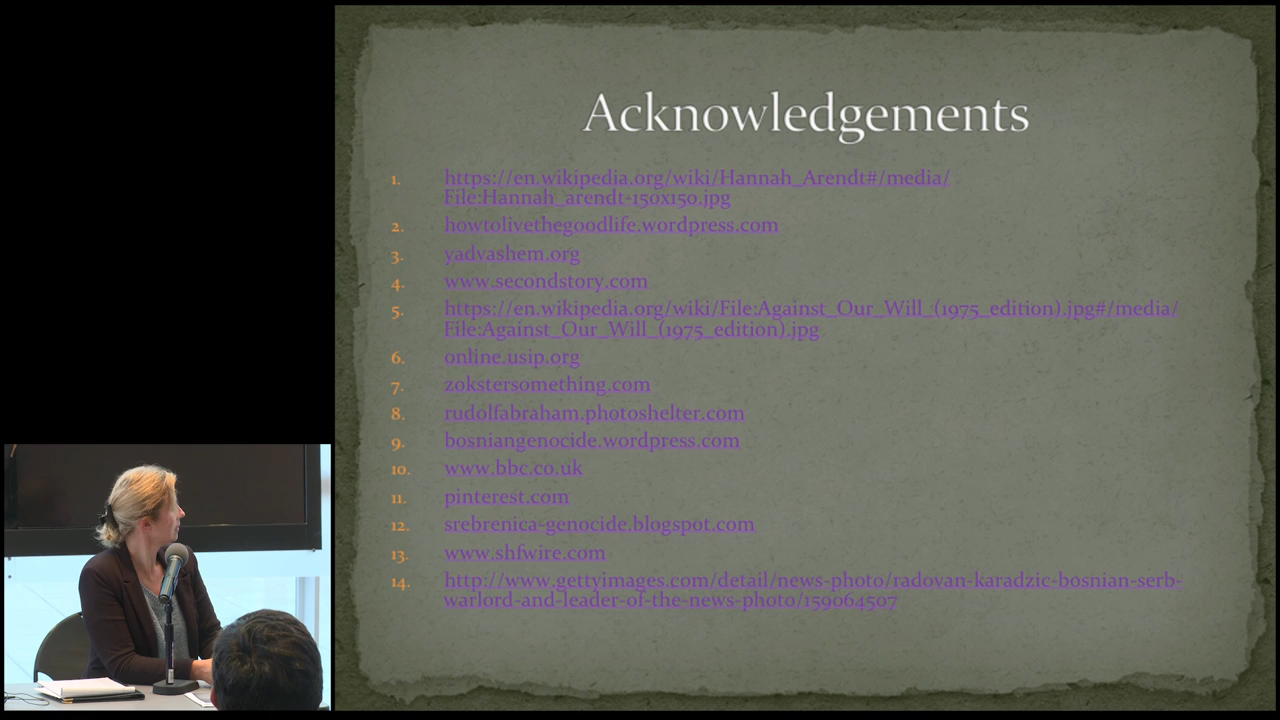 Acknowledgements
1. https://en.wikipedia.org/wiki/Hannah_Arendt#/media/
File:Hannah_arendt-150x150.jpg
2. howtolivethegoodlife.wordpress.com
3. yadvashem.org
4. www.secondstory.com
5. https://en.wikipedia.org/wiki/File:Against_Our_Will_(1975_edition).jpg#/media/
File:Against_Our_Will_(1975_edition).jpg
6. online.usip.org
7. zokstersomething.com
8. rudolfabraham.photoshelter.com
9. bosniangenocide.wordpress.com
10. www.bbc.co.uk
11. pinterest.com
12. srebrenica-genocide.blogspot.com
13. www.shfwire.com
14. http://www.gettyimages.com/detail/news-photo/radovan-karadzic-bosnian-serb-
warlord-and-leader-of-the-news-photo/159064507